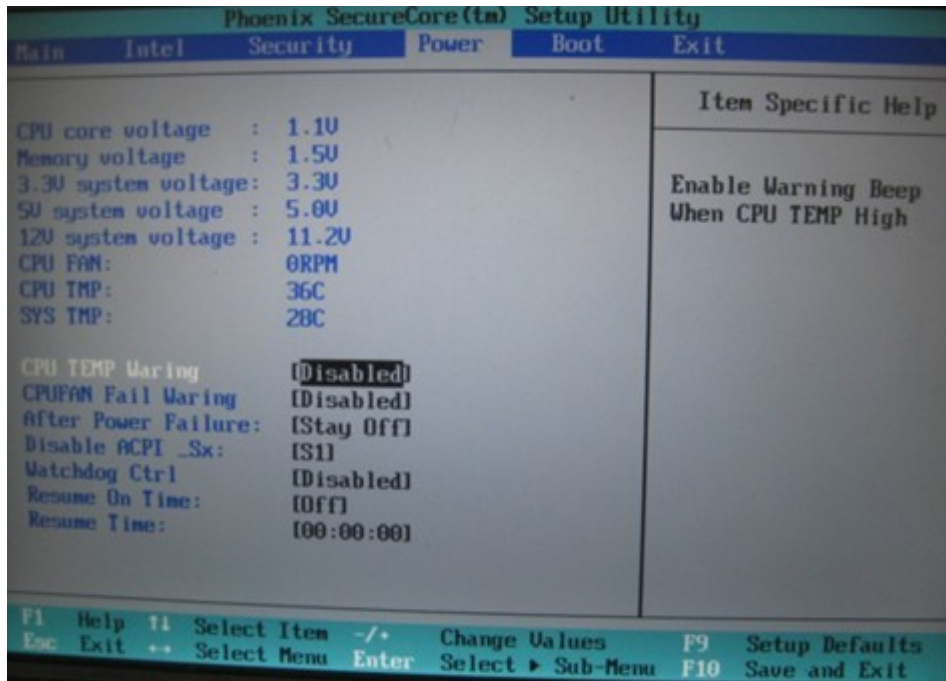 Phoenix SecureCore(tm) Setup Utility
Main Intel Security Power Boot Exit
Item Specific Help
CPU core voltage : 1.1V
Memory voltage : 1.5V
3.3V system voltage: 3.3V
5V system voltage : 5.0V
12V system voltage : 11.2V
CPU FAN: 0RPM
CPU TMP: 36C
SYS TMP: 28C
Enable Warning Beep
When CPU TEMP High
CPU TEMP Waring [Disabled]
CPUFAN Fail Waring [Disabled]
After Power Failure: [Stay Off]
Disable ACPI _Sx: [S1]
Watchdog Ctrl [Disabled]
Resume On Time: [Off]
Resume Time: [00:00:00]
F1 Help ↑↓ Select Item -/+ Change Values F9 Setup Defaults
Esc Exit ↔ Select Menu Enter Select ▶ Sub-Menu F10 Save and Exit